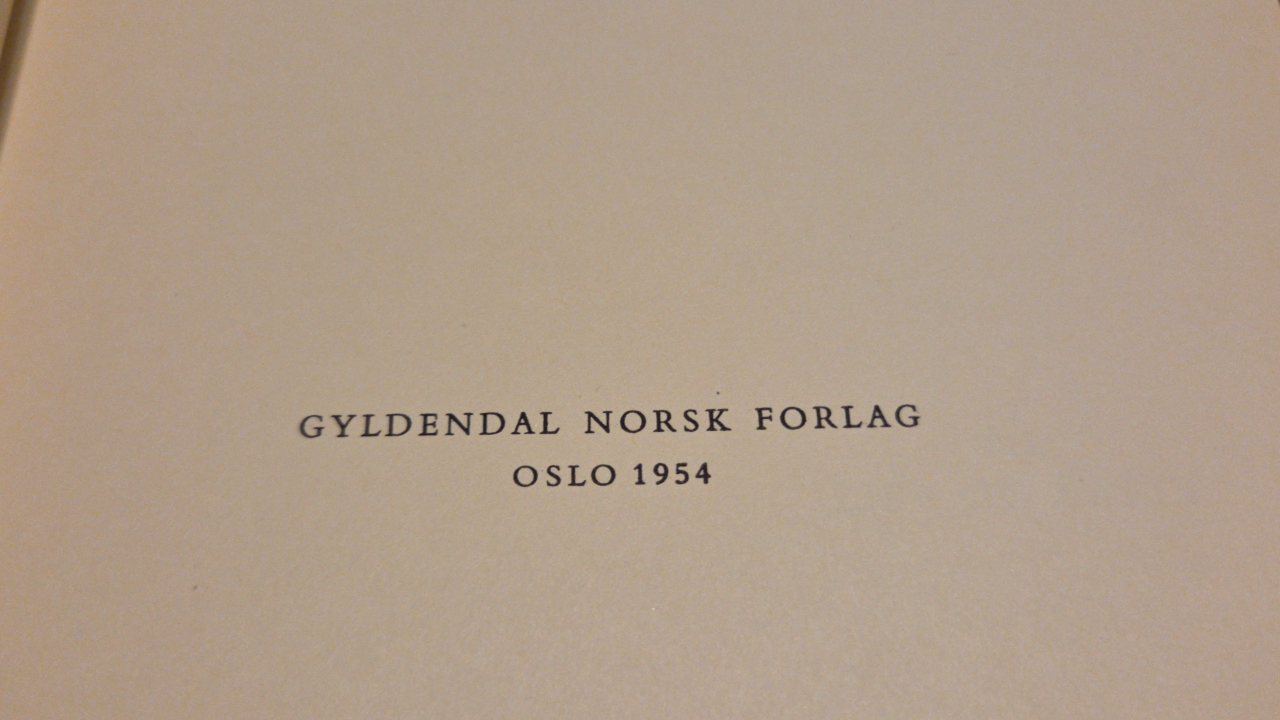 GYLDENDAL NORSK FORLAG
OSLO 1954